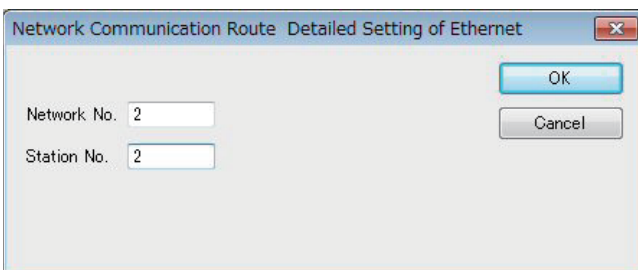 Network Communication Route Detailed Setting of Ethernet
OK
Network No. 2
Cancel
Station No. 2